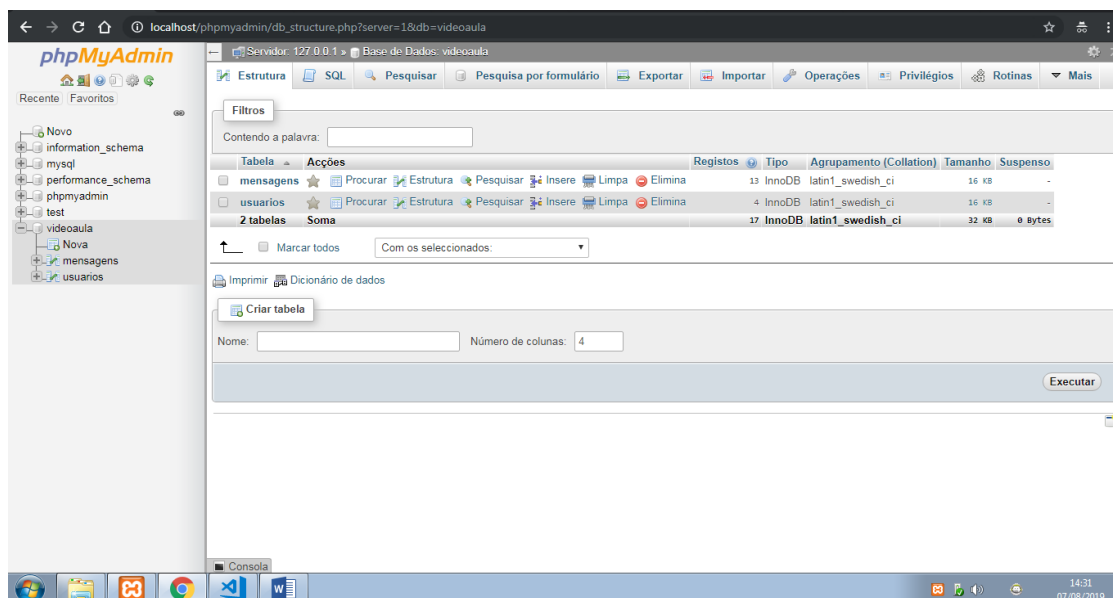 localhost/phpmyadmin/db_structure.php?server=1&db=videoaula
phpMyAdmin
Recente Favoritos
Novo
information_schema
mysql
performance_schema
phpmyadmin
test
videoaula
Nova
mensagens
usuarios
Servidor: 127.0.0.1 » Base de Dados: videoaula
Estrutura SQL Pesquisar Pesquisa por formulário Exportar Importar Operações Privilégios Rotinas Mais
Filtros
Contendo a palavra:
Tabela Acções Registos Tipo Agrupamento (Collation) Tamanho Suspenso
mensagens Procurar Estrutura Pesquisar Insere Limpa Elimina 13 InnoDB latin1_swedish_ci 16 KB -
usuarios Procurar Estrutura Pesquisar Insere Limpa Elimina 4 InnoDB latin1_swedish_ci 16 KB -
2 tabelas Soma 17 InnoDB latin1_swedish_ci 32 KB 0 Bytes
Marcar todos Com os seleccionados:
Imprimir Dicionário de dados
Criar tabela
Nome: Número de colunas: 4
Executar
Consola
14:31
07/08/2019